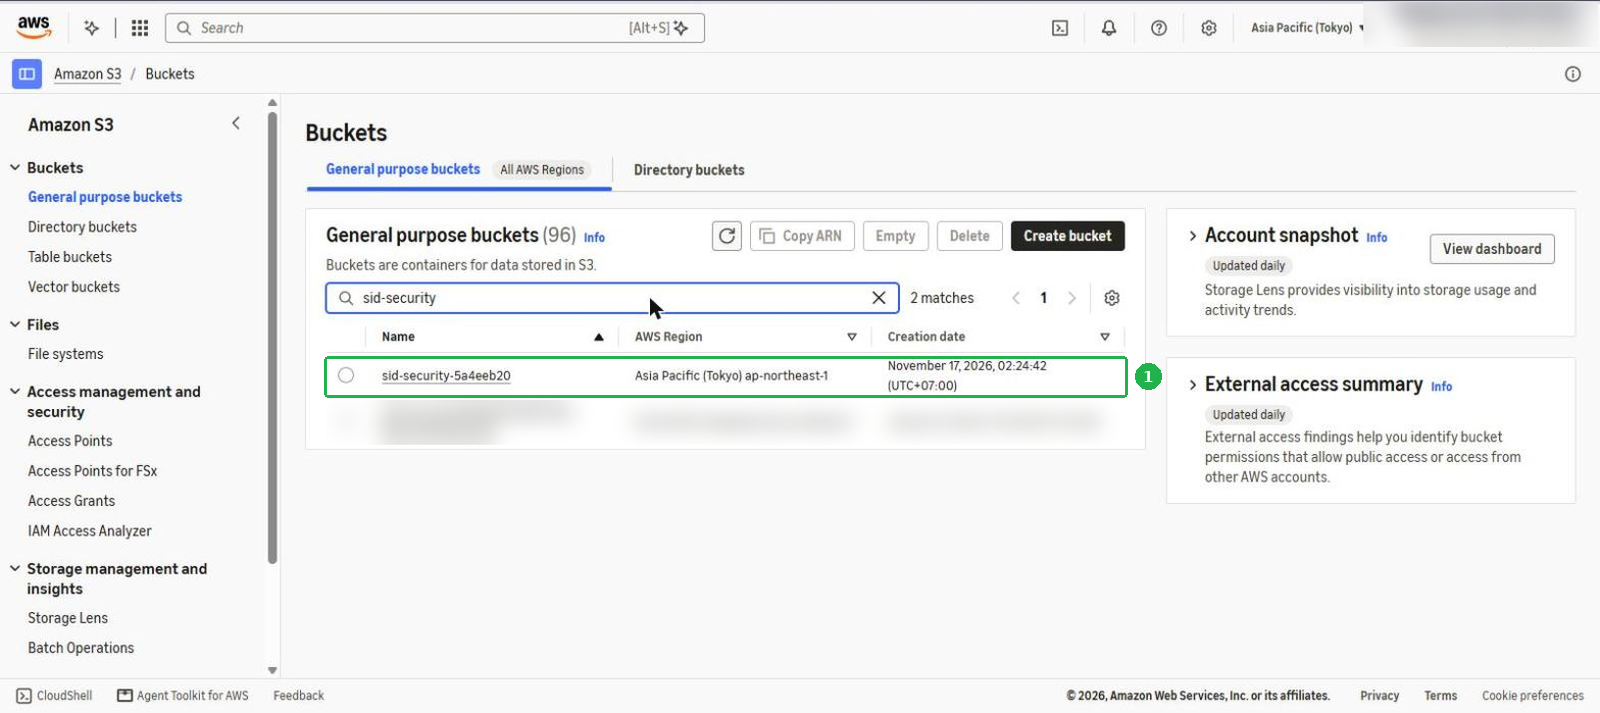 aws
Search [Alt+S]
Asia Pacific (Tokyo)
Amazon S3 / Buckets
Amazon S3
Buckets
General purpose buckets
Directory buckets
Table buckets
Vector buckets
Files
File systems
Access management and
security
Access Points
Access Points for FSx
Access Grants
IAM Access Analyzer
Storage management and
insights
Storage Lens
Batch Operations
Buckets
General purpose buckets All AWS Regions Directory buckets
General purpose buckets (96) Info
Copy ARN Empty Delete Create bucket
Buckets are containers for data stored in S3.
sid-security 2 matches 1
Name AWS Region Creation date
sid-security-5a4eeb20 Asia Pacific (Tokyo) ap-northeast-1 November 17, 2026, 02:24:42
(UTC+07:00)
1
Account snapshot Info View dashboard
Updated daily
Storage Lens provides visibility into storage usage and
activity trends.
External access summary Info
Updated daily
External access findings help you identify bucket
permissions that allow public access or access from
other AWS accounts.
CloudShell Agent Toolkit for AWS Feedback © 2026, Amazon Web Services, Inc. or its affiliates. Privacy Terms Cookie preferences